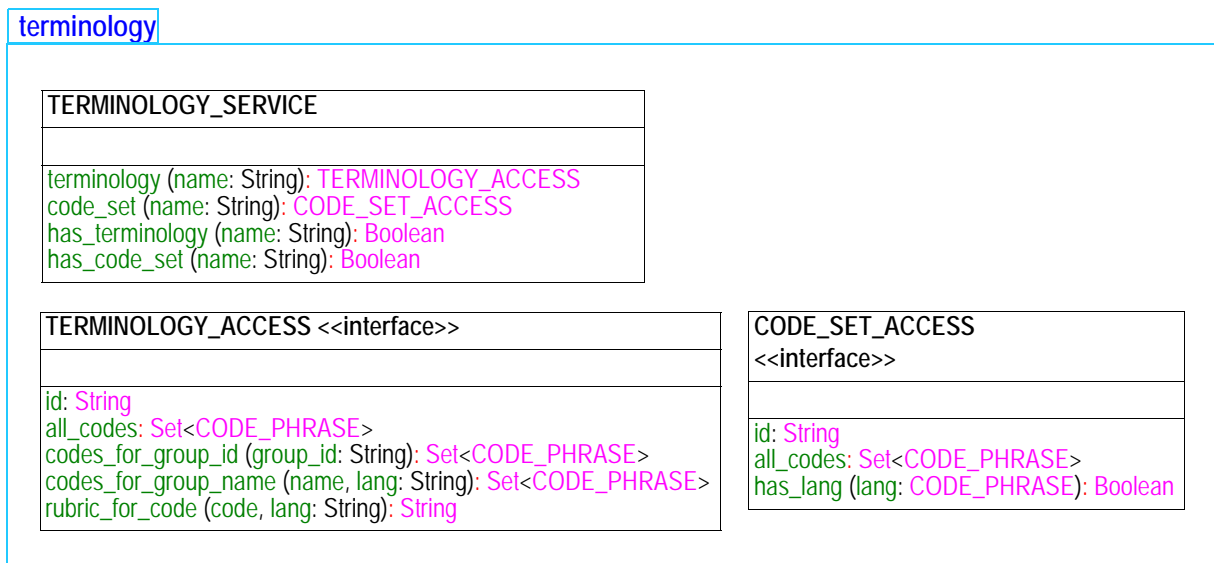 terminology
TERMINOLOGY_SERVICE
terminology (name: String): TERMINOLOGY_ACCESS
code_set (name: String): CODE_SET_ACCESS
has_terminology (name: String): Boolean
has_code_set (name: String): Boolean
TERMINOLOGY_ACCESS <<interface>>
id: String
all_codes: Set<CODE_PHRASE>
codes_for_group_id (group_id: String): Set<CODE_PHRASE>
codes_for_group_name (name, lang: String): Set<CODE_PHRASE>
rubric_for_code (code, lang: String): String
CODE_SET_ACCESS
<<interface>>
id: String
all_codes: Set<CODE_PHRASE>
has_lang (lang: CODE_PHRASE): Boolean